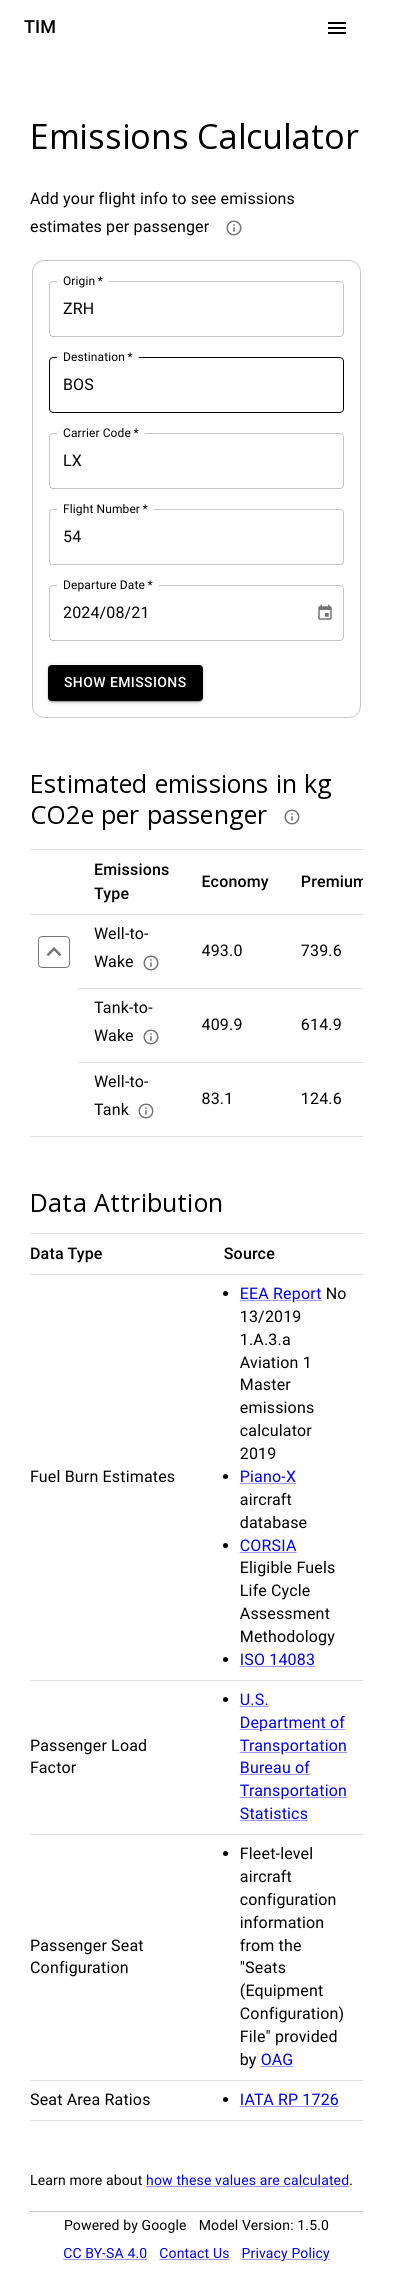 TIM
Emissions Calculator
Add your flight info to see emissions
estimates per passenger
Origin *
ZRH
Destination *
BOS
Carrier Code *
LX
Flight Number *
54
Departure Date *
2024/08/21
SHOW EMISSIONS
Estimated emissions in kg
CO2e per passenger
Emissions
Type
Economy
Premium
Well-to-
Wake
493.0
739.6
Tank-to-
Wake
409.9
614.9
Well-to-
Tank
83.1
124.6
Data Attribution
Data Type
Source
Fuel Burn Estimates
• EEA Report No
13/2019
1.A.3.a
Aviation 1
Master
emissions
calculator
2019
• Piano-X
aircraft
database
• CORSIA
Eligible Fuels
Life Cycle
Assessment
Methodology
• ISO 14083
Passenger Load
Factor
• U.S.
Department of
Transportation
Bureau of
Transportation
Statistics
Passenger Seat
Configuration
• Fleet-level
aircraft
configuration
information
from the
"Seats
(Equipment
Configuration)
File" provided
by OAG
Seat Area Ratios
• IATA RP 1726
Learn more about how these values are calculated.
Powered by Google Model Version: 1.5.0
CC BY-SA 4.0 Contact Us Privacy Policy